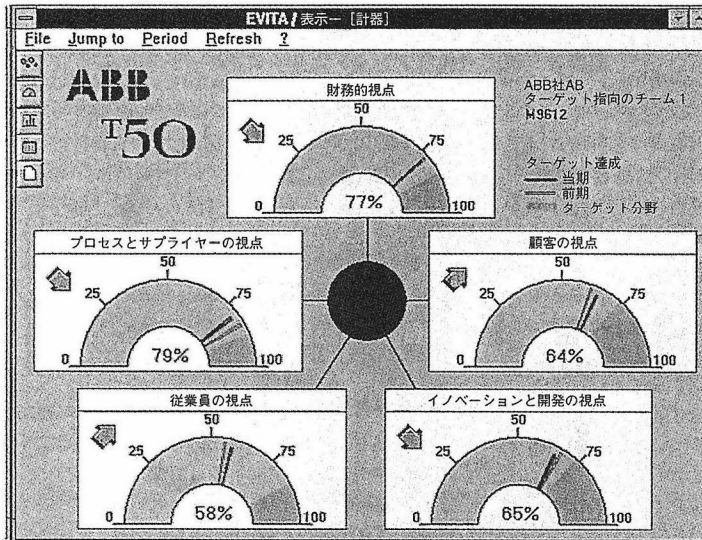 EVITA / 表示ー [計器]
File Jump to Period Refresh ?
ABB
T50
ABB社AB
ターゲット指向のチーム 1
M9612
ターゲット達成
当期
前期
ターゲット分野
財務的視点
0 25 50 75 100
77%
プロセスとサプライヤーの視点
0 25 50 75 100
79%
顧客の視点
0 25 50 75 100
64%
従業員の視点
0 25 50 75 100
58%
イノベーションと開発の視点
0 25 50 75 100
65%